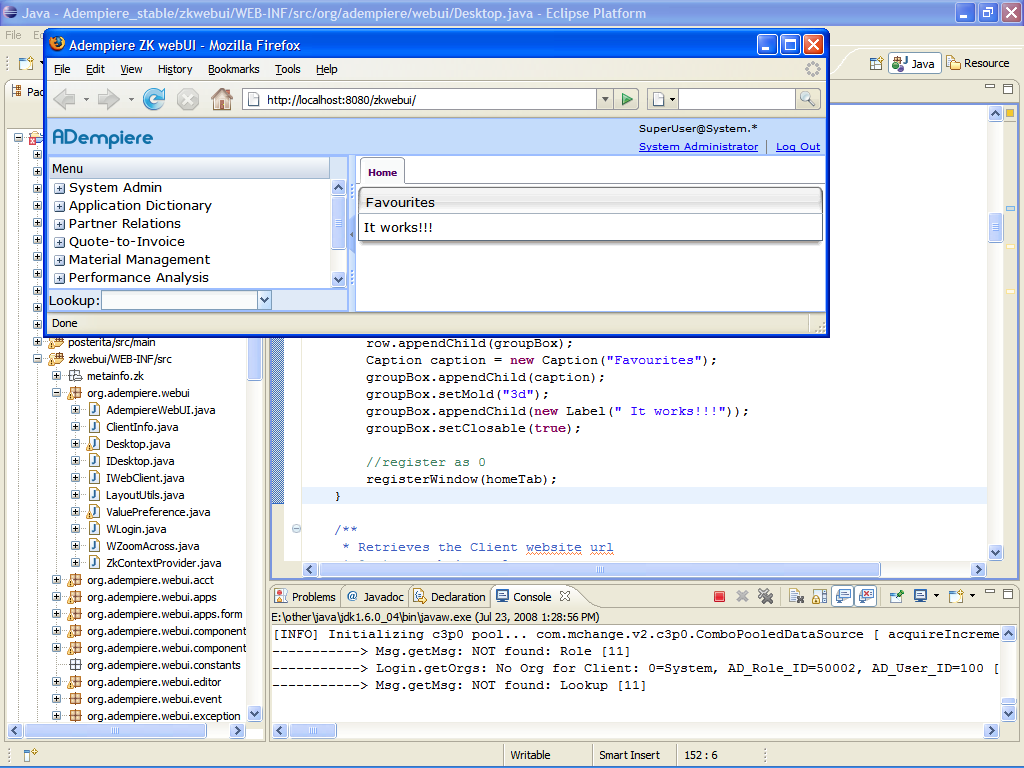 Java - Adempiere_stable/zkwebui/WEB-INF/src/org/adempiere/webui/Desktop.java - Eclipse Platform
File
Adempiere ZK webUI - Mozilla Firefox
File Edit View History Bookmarks Tools Help
Java Resource
http://localhost:8080/zkwebui/
ADempiere
SuperUser@System.*
System Administrator Log Out
Menu
Home
System Admin
Application Dictionary
Partner Relations
Quote-to-Invoice
Material Management
Performance Analysis
Favourites
It works!!!
Lookup:
Done
posterita/src/main
zkwebui/WEB-INF/src
metainfo.zk
org.adempiere.webui
AdempiereWebUI.java
ClientInfo.java
Desktop.java
IDesktop.java
IWebClient.java
LayoutUtils.java
ValuePreference.java
WLogin.java
WZoomAcross.java
ZkContextProvider.java
org.adempiere.webui.acct
org.adempiere.webui.apps
org.adempiere.webui.apps.form
org.adempiere.webui.component
org.adempiere.webui.component
org.adempiere.webui.constants
org.adempiere.webui.editor
org.adempiere.webui.event
org.adempiere.webui.exception
row.appendChild(groupBox);
Caption caption = new Caption("Favourites");
groupBox.appendChild(caption);
groupBox.setMold("3d");
groupBox.appendChild(new Label(" It works!!!"));
groupBox.setClosable(true);
//register as 0
registerWindow(homeTab);
}
/**
* Retrieves the Client website url
Problems Javadoc Declaration Console
E:\other\java\jdk1.6.0_04\bin\javaw.exe (Jul 23, 2008 1:28:56 PM)
[INFO] Initializing c3p0 pool... com.mchange.v2.c3p0.ComboPooledDataSource [ acquireIncreme
-----------> Msg.getMsg: NOT found: Role [11]
-----------> Login.getOrgs: No Org for Client: 0=System, AD_Role_ID=50002, AD_User_ID=100 [
-----------> Msg.getMsg: NOT found: Lookup [11]
Writable Smart Insert 152 : 6